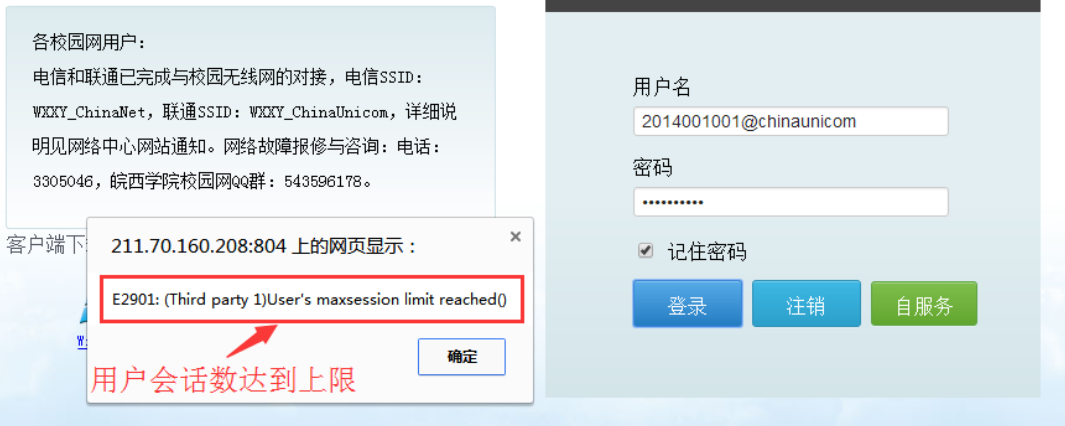 各校园网用户：
电信和联通已完成与校园无线网的对接，电信SSID：
WXXY_ChinaNet，联通SSID：WXXY_ChinaUnicom，详细说
明见网络中心网站通知。网络故障报修与咨询：电话：
3305046，皖西学院校园网QQ群：543596178。
客户端下
211.70.160.208:804 上的网页显示：
×
E2901: (Third party 1)User's maxsession limit reached()
确定
用户会话数达到上限
用户名
2014001001@chinaunicom
密码
••••••••••
记住密码
登录
注销
自服务